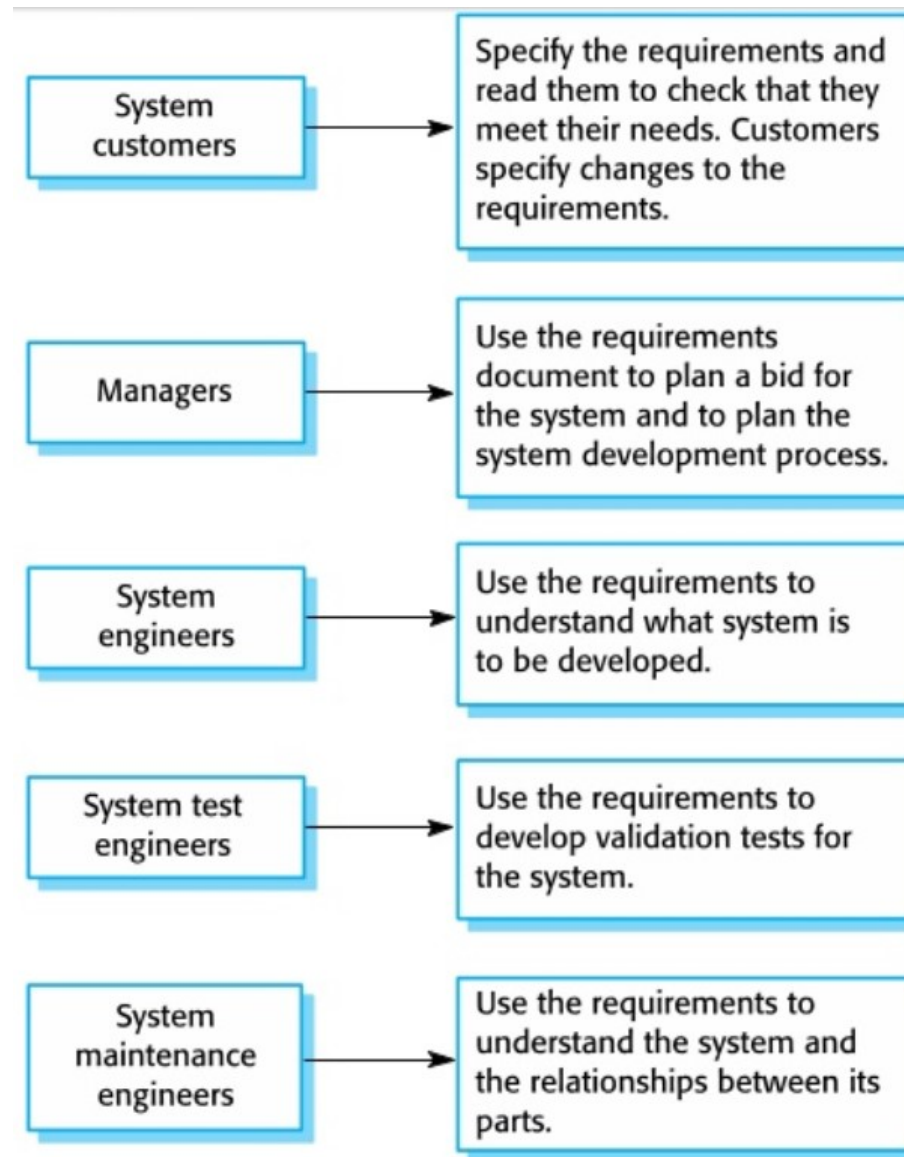 System
customers
Specify the requirements and
read them to check that they
meet their needs. Customers
specify changes to the
requirements.
Managers
Use the requirements
document to plan a bid for
the system and to plan the
system development process.
System
engineers
Use the requirements to
understand what system is
to be developed.
System test
engineers
Use the requirements to
develop validation tests for
the system.
System
maintenance
engineers
Use the requirements to
understand the system and
the relationships between its
parts.